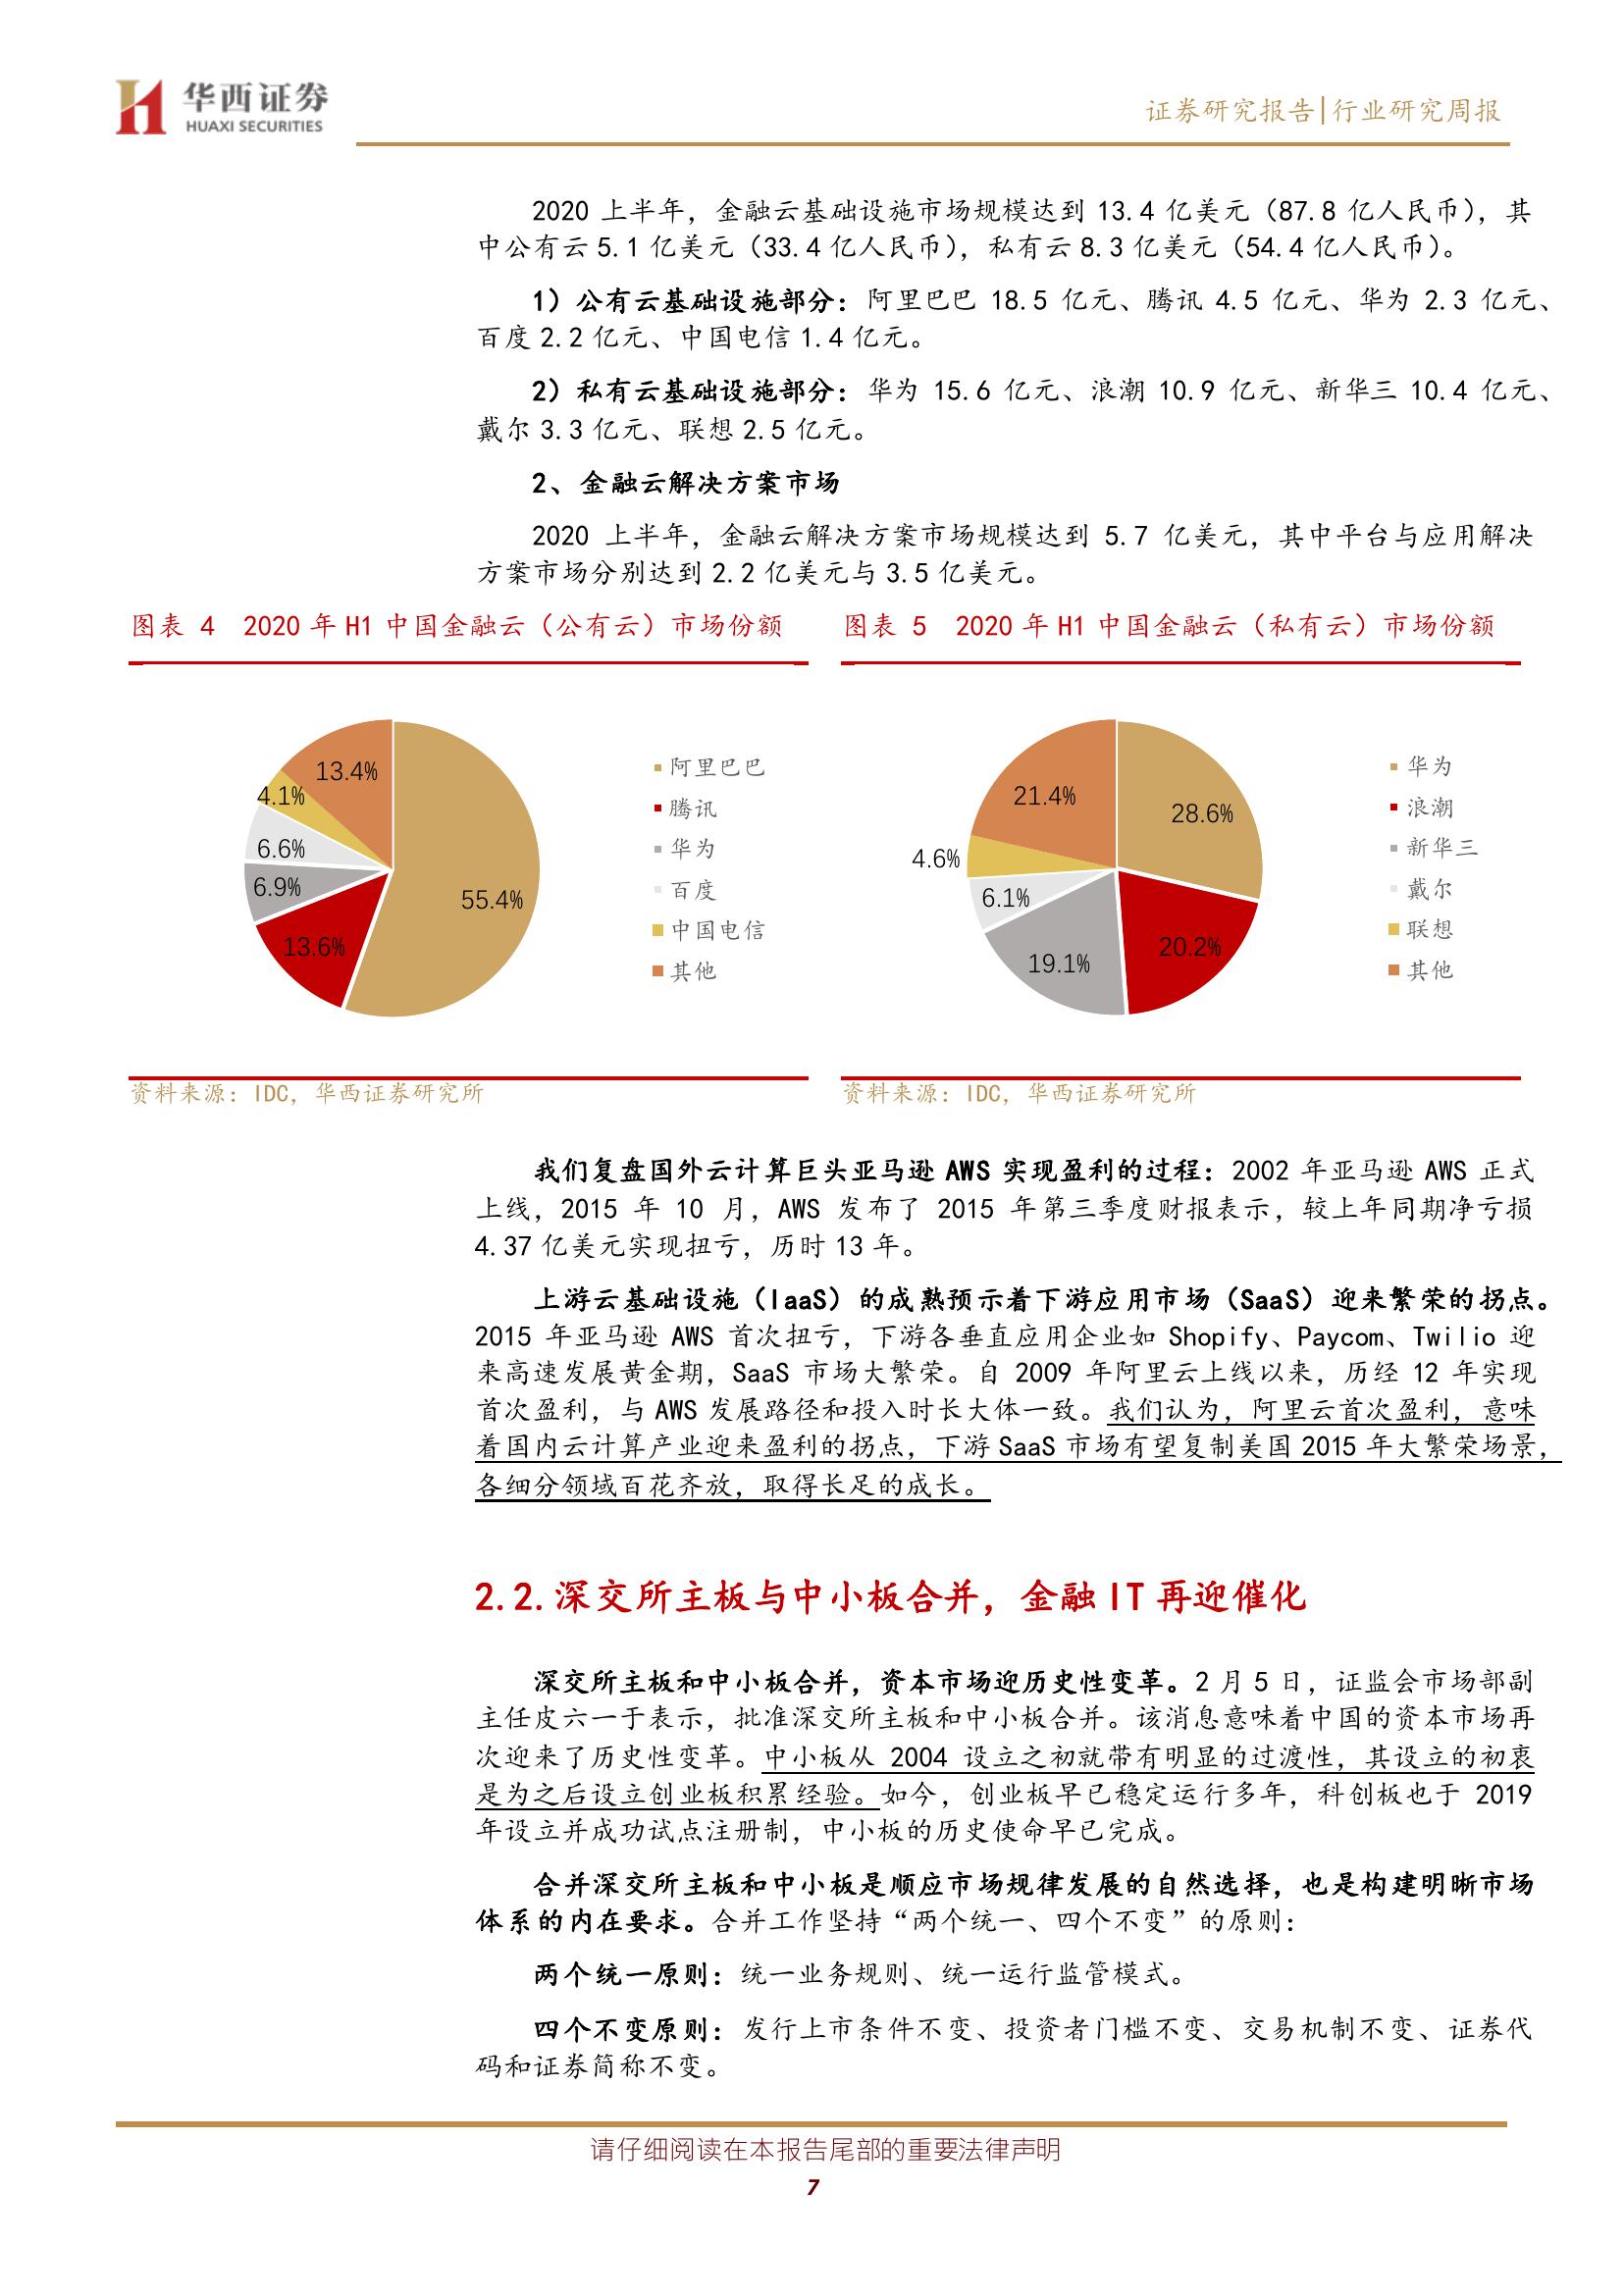 华西证券
HUAXI SECURITIES
证券研究报告|行业研究周报
2020 上半年，金融云基础设施市场规模达到 13.4 亿美元（87.8 亿人民币），其
中公有云 5.1 亿美元（33.4 亿人民币），私有云 8.3 亿美元（54.4 亿人民币）。
1）公有云基础设施部分：阿里巴巴 18.5 亿元、腾讯 4.5 亿元、华为 2.3 亿元、
百度 2.2 亿元、中国电信 1.4 亿元。
2）私有云基础设施部分：华为 15.6 亿元、浪潮 10.9 亿元、新华三 10.4 亿元、
戴尔 3.3 亿元、联想 2.5 亿元。
2、金融云解决方案市场
2020 上半年，金融云解决方案市场规模达到 5.7 亿美元，其中平台与应用解决
方案市场分别达到 2.2 亿美元与 3.5 亿美元。
图表 4 2020 年 H1 中国金融云（公有云）市场份额
55.4%
13.6%
6.9%
6.6%
4.1%
13.4%
阿里巴巴
腾讯
华为
百度
中国电信
其他
资料来源：IDC，华西证券研究所
图表 5 2020 年 H1 中国金融云（私有云）市场份额
28.6%
20.2%
19.1%
6.1%
4.6%
21.4%
华为
浪潮
新华三
戴尔
联想
其他
资料来源：IDC，华西证券研究所
我们复盘国外云计算巨头亚马逊 AWS 实现盈利的过程：2002 年亚马逊 AWS 正式
上线，2015 年 10 月，AWS 发布了 2015 年第三季度财报表示，较上年同期净亏损
4.37 亿美元实现扭亏，历时 13 年。
上游云基础设施（IaaS）的成熟预示着下游应用市场（SaaS）迎来繁荣的拐点。
2015 年亚马逊 AWS 首次扭亏，下游各垂直应用企业如 Shopify、Paycom、Twilio 迎
来高速发展黄金期，SaaS 市场大繁荣。自 2009 年阿里云上线以来，历经 12 年实现
首次盈利，与 AWS 发展路径和投入时长大体一致。我们认为，阿里云首次盈利，意味
着国内云计算产业迎来盈利的拐点，下游 SaaS 市场有望复制美国 2015 年大繁荣场景，
各细分领域百花齐放，取得长足的成长。
2.2.深交所主板与中小板合并，金融 IT 再迎催化
深交所主板和中小板合并，资本市场迎历史性变革。2 月 5 日，证监会市场部副
主任皮六一于表示，批准深交所主板和中小板合并。该消息意味着中国的资本市场再
次迎来了历史性变革。中小板从 2004 设立之初就带有明显的过渡性，其设立的初衷
是为之后设立创业板积累经验。如今，创业板早已稳定运行多年，科创板也于 2019
年设立并成功试点注册制，中小板的历史使命早已完成。
合并深交所主板和中小板是顺应市场规律发展的自然选择，也是构建明晰市场
体系的内在要求。合并工作坚持“两个统一、四个不变”的原则：
两个统一原则：统一业务规则、统一运行监管模式。
四个不变原则：发行上市条件不变、投资者门槛不变、交易机制不变、证券代
码和证券简称不变。
请仔细阅读在本报告尾部的重要法律声明
7